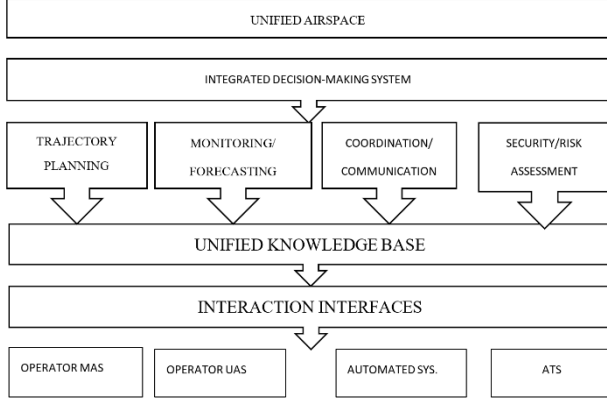 UNIFIED AIRSPACE
INTEGRATED DECISION-MAKING SYSTEM
TRAJECTORY
PLANNING
MONITORING/
FORECASTING
COORDINATION/
COMMUNICATION
SECURITY/RISK
ASSESSMENT
UNIFIED KNOWLEDGE BASE
INTERACTION INTERFACES
OPERATOR MAS
OPERATOR UAS
AUTOMATED SYS.
ATS